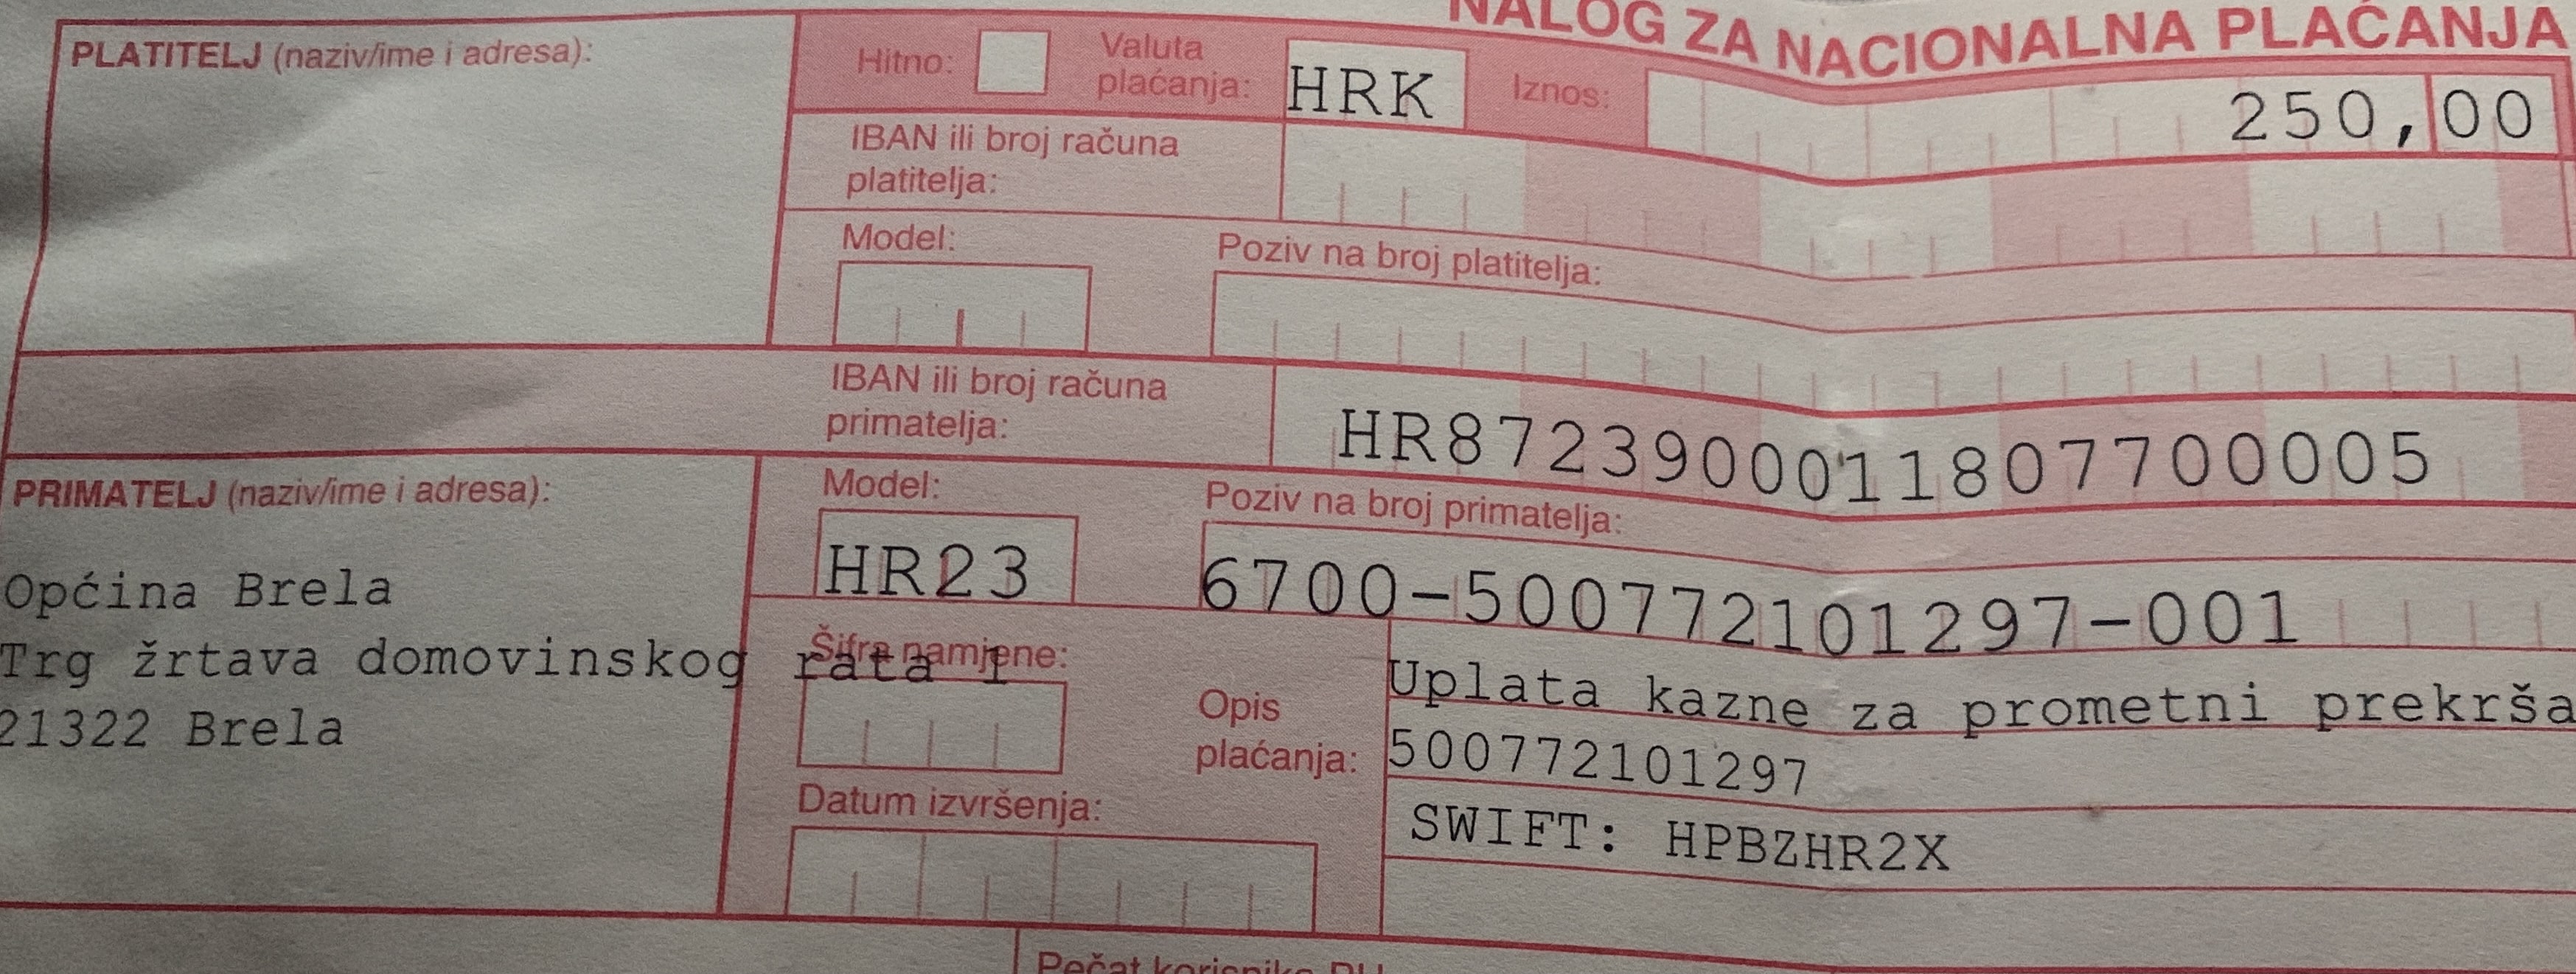 NALOG ZA NACIONALNA PLAĆANJA
PLATITELJ (naziv/ime i adresa):
Hitno:
Valuta plaćanja:
HRK
Iznos:
250,00
IBAN ili broj računa platitelja:
Model:
Poziv na broj platitelja:
IBAN ili broj računa primatelja:
HR8723900011807700005
PRIMATELJ (naziv/ime i adresa):
Općina Brela
Trg žrtava domovinskog rata 1
21322 Brela
Model:
HR23
Poziv na broj primatelja:
6700-500772101297-001
Šifra namjene:
Opis plaćanja:
Uplata kazne za prometni prekrša
500772101297
SWIFT: HPBZHR2X
Datum izvršenja:
Pečat korisnika PU